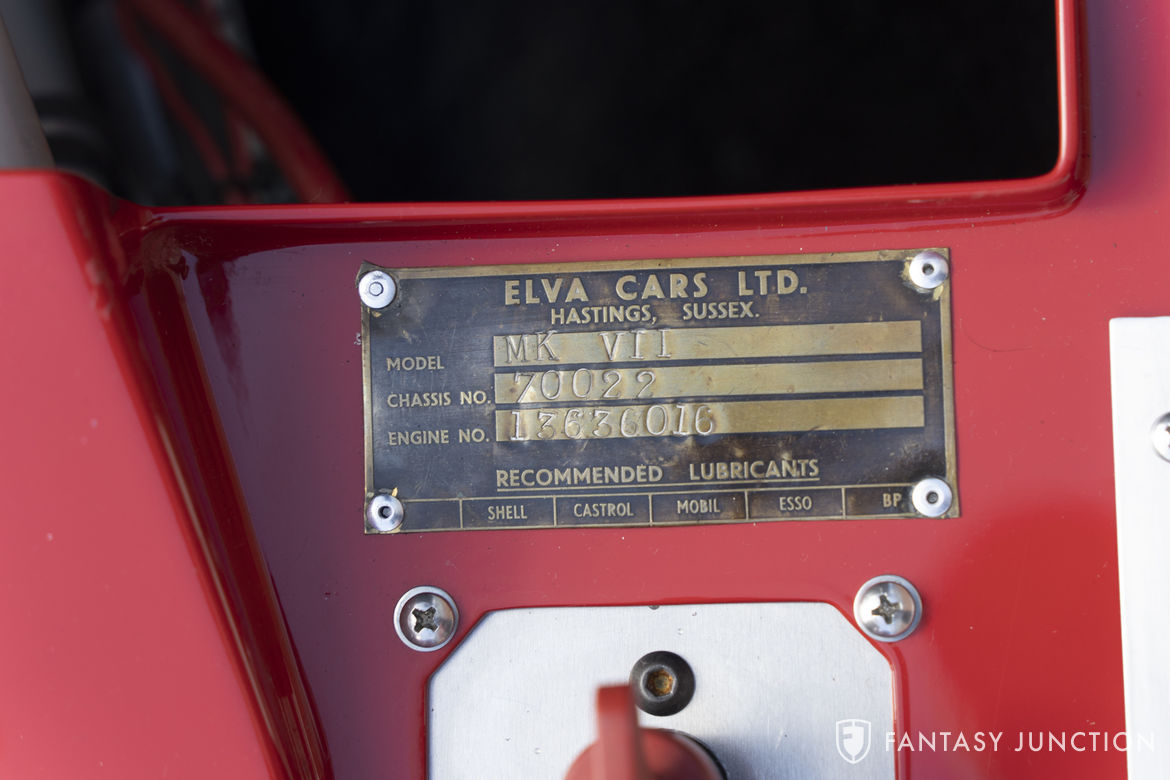 ELVA CARS LTD.
HASTINGS, SUSSEX.
MODEL MK VII
CHASSIS NO. 70022
ENGINE NO. 13636016
RECOMMENDED LUBRICANTS
SHELL CASTROL MOBIL ESSO BP
FANTASY JUNCTION